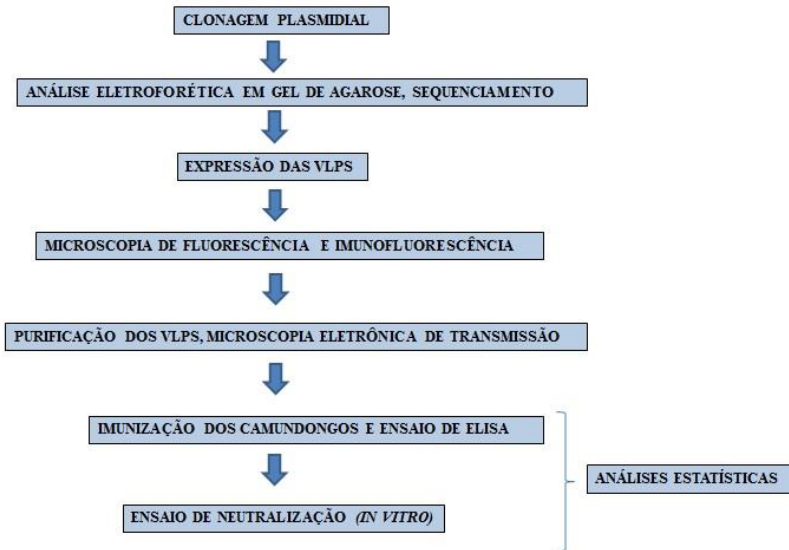 CLONAGEM PLASMIDIAL
ANÁLISE ELETROFORÉTICA EM GEL DE AGAROSE, SEQUENCIAMENTO
EXPRESSÃO DAS VLPS
MICROSCOPIA DE FLUORESCÊNCIA E IMUNOFLUORESCÊNCIA
PURIFICAÇÃO DOS VLPS, MICROSCOPIA ELETRÔNICA DE TRANSMISSÃO
IMUNIZAÇÃO DOS CAMUNDONGOS E ENSAIO DE ELISA
ANÁLISES ESTATÍSTICAS
ENSAIO DE NEUTRALIZAÇÃO (IN VITRO)